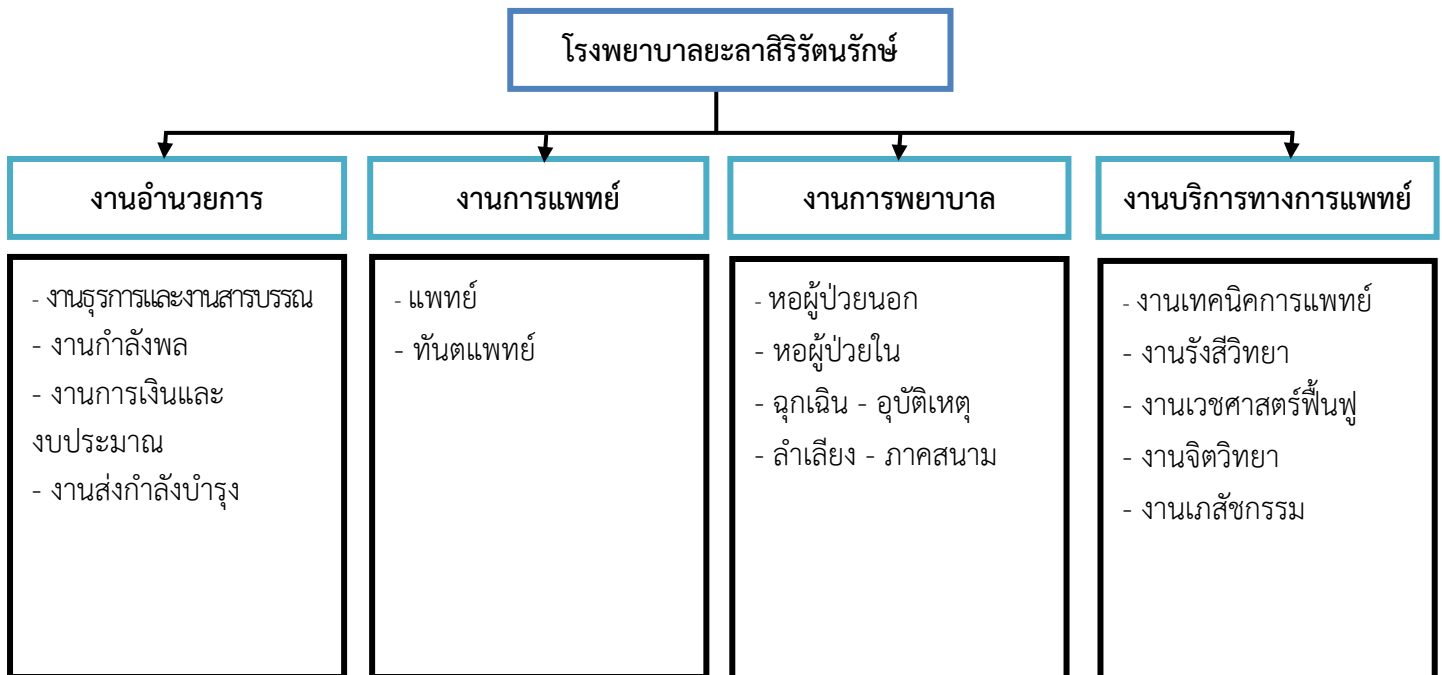 โรงพยาบาลยะลาสิริรัตนรักษ์
งานอำนวยการ
งานการแพทย์
งานการพยาบาล
งานบริการทางการแพทย์
- งานธุรการและงานสารบรรณ
- งานกำลังพล
- งานการเงินและ
งบประมาณ
- งานส่งกำลังบำรุง
- แพทย์
- ทันตแพทย์
- หอผู้ป่วยนอก
- หอผู้ป่วยใน
- ฉุกเฉิน - อุบัติเหตุ
- ลำเลียง - ภาคสนาม
- งานเทคนิคการแพทย์
- งานรังสีวิทยา
- งานเวชศาสตร์ฟื้นฟู
- งานจิตวิทยา
- งานเภสัชกรรม